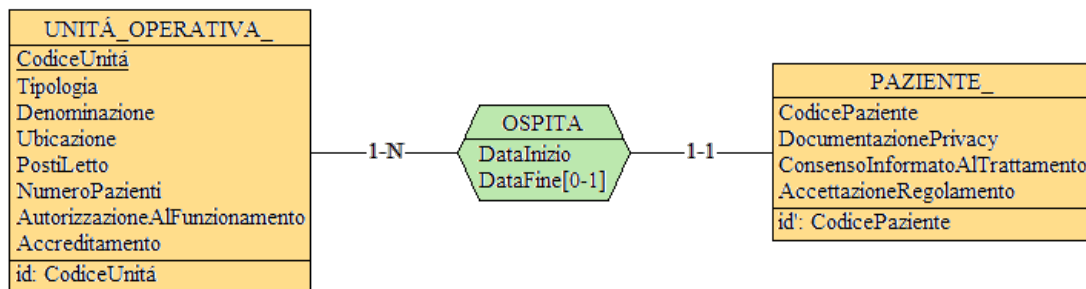 UNITÁ_OPERATIVA_
CodiceUnitá
Tipologia
Denominazione
Ubicazione
PostiLetto
NumeroPazienti
AutorizzazioneAlFunzionamento
Accreditamento
id: CodiceUnitá
1-N
OSPITA
DataInizio
DataFine[0-1]
1-1
PAZIENTE_
CodicePaziente
DocumentazionePrivacy
ConsensoInformatoAlTrattamento
AccettazioneRegolamento
id': CodicePaziente